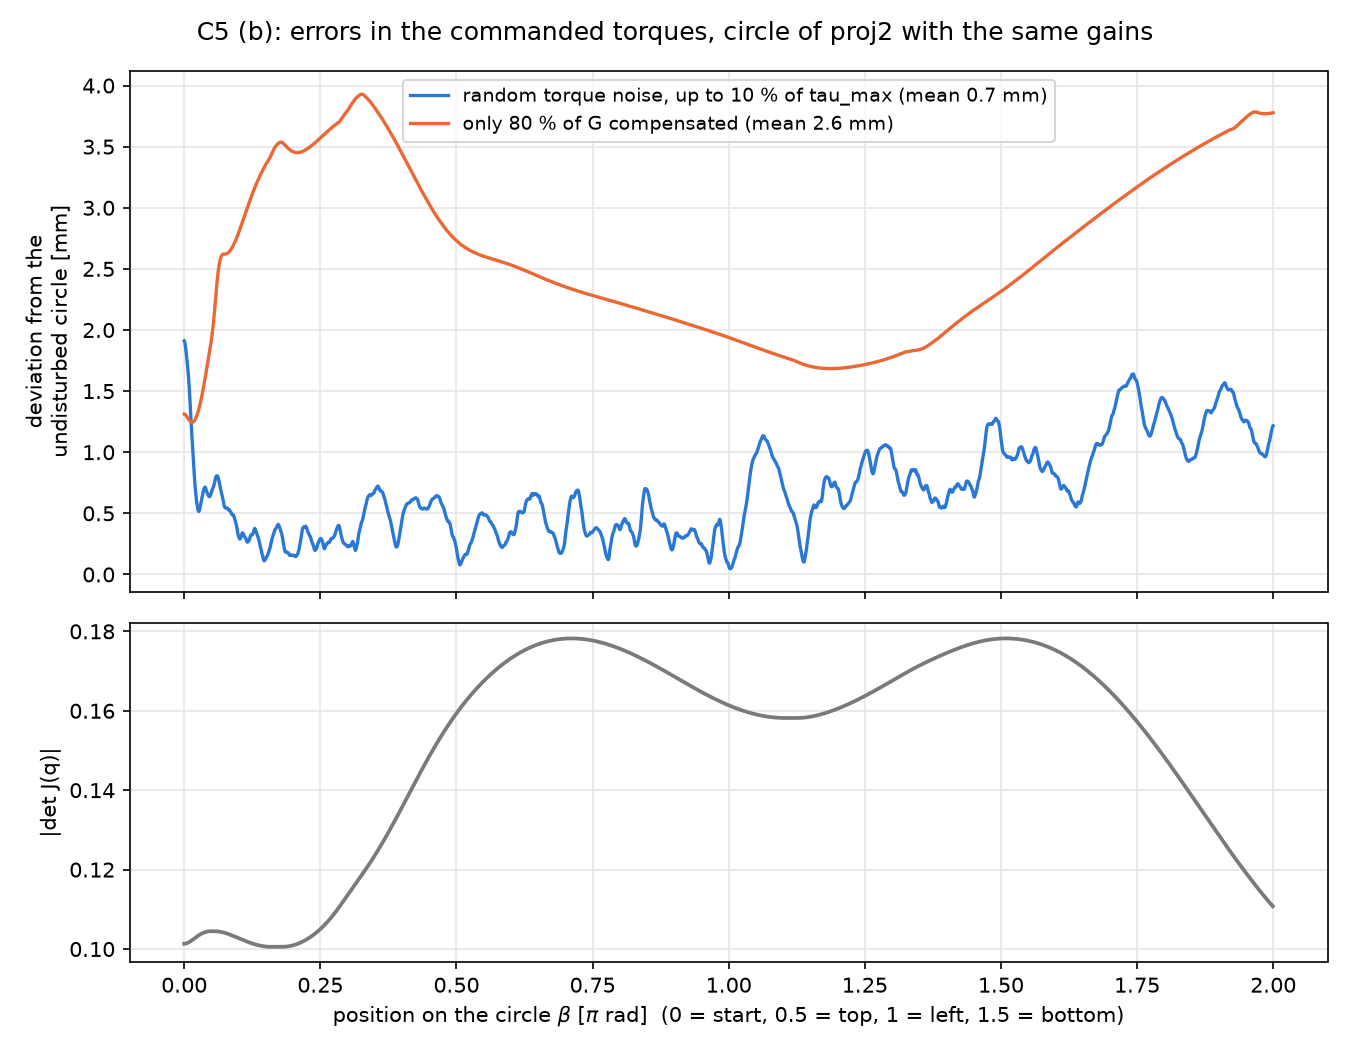 C5 (b): errors in the commanded torques, circle of proj2 with the same gains
random torque noise, up to 10 % of tau_max (mean 0.7 mm)
only 80 % of G compensated (mean 2.6 mm)
deviation from the
undisturbed circle [mm]
4.0
3.5
3.0
2.5
2.0
1.5
1.0
0.5
0.0
|det J(q)|
0.18
0.16
0.14
0.12
0.10
0.00 0.25 0.50 0.75 1.00 1.25 1.50 1.75 2.00
position on the circle β [π rad]  (0 = start, 0.5 = top, 1 = left, 1.5 = bottom)